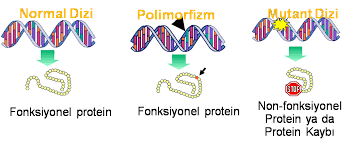 Normal Dizi
Polimorfizm
Mutant Dizi
STOP
Fonksiyonel protein
Fonksiyonel protein
Non-fonksiyonel
Protein ya da
Protein Kaybı